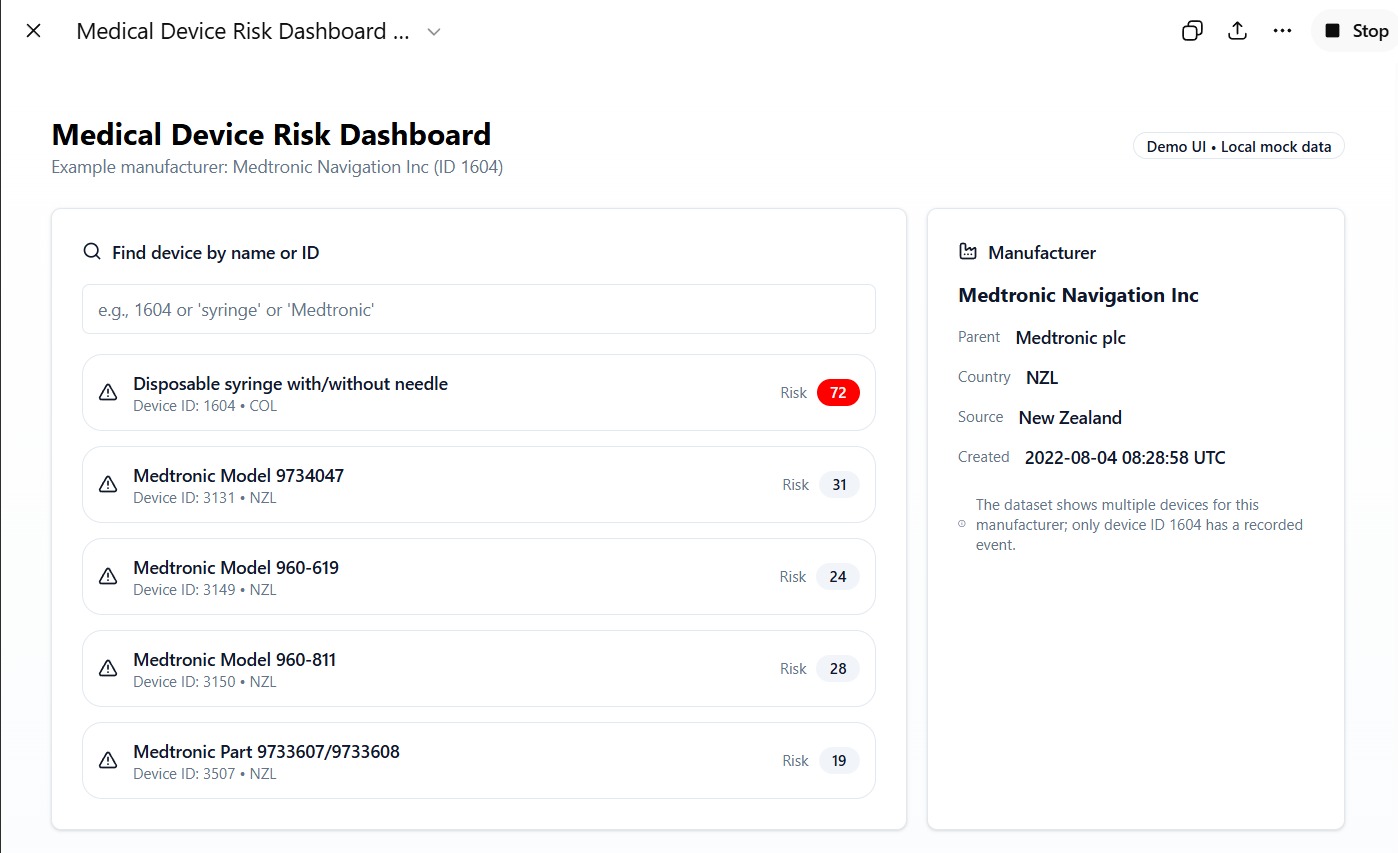 Medical Device Risk Dashboard ...
Stop
Medical Device Risk Dashboard
Example manufacturer: Medtronic Navigation Inc (ID 1604)
Demo UI • Local mock data
Find device by name or ID
e.g., 1604 or 'syringe' or 'Medtronic'
Disposable syringe with/without needle
Device ID: 1604 • COL
Risk 72
Medtronic Model 9734047
Device ID: 3131 • NZL
Risk 31
Medtronic Model 960-619
Device ID: 3149 • NZL
Risk 24
Medtronic Model 960-811
Device ID: 3150 • NZL
Risk 28
Medtronic Part 9733607/9733608
Device ID: 3507 • NZL
Risk 19
Manufacturer
Medtronic Navigation Inc
Parent Medtronic plc
Country NZL
Source New Zealand
Created 2022-08-04 08:28:58 UTC
The dataset shows multiple devices for this
manufacturer; only device ID 1604 has a recorded
event.